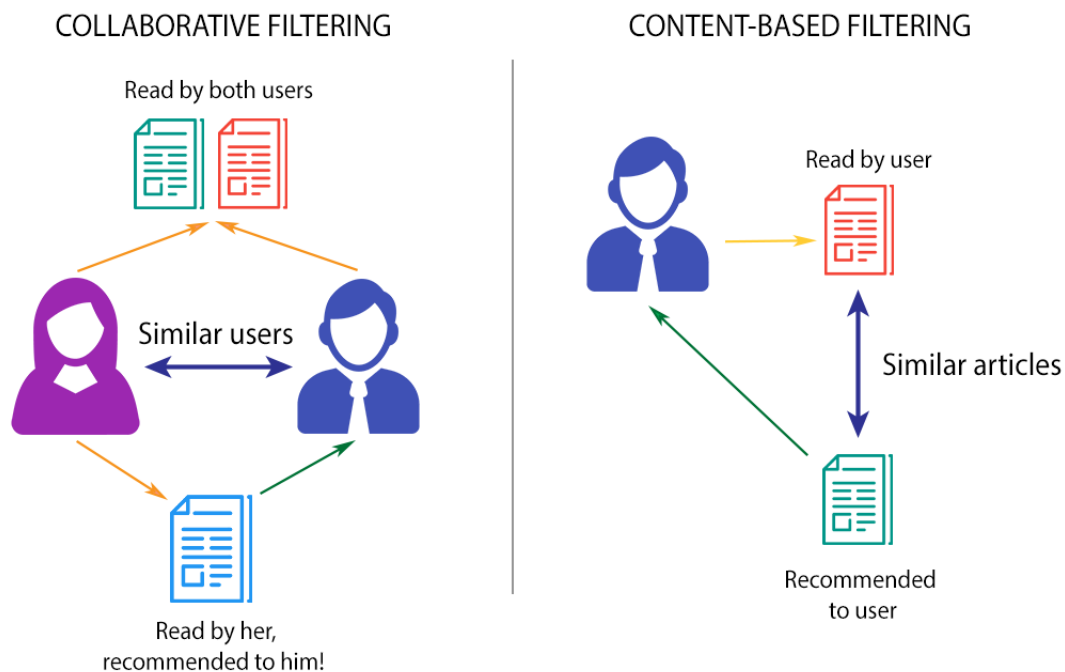 COLLABORATIVE FILTERING
Read by both users
Similar users
Read by her,
recommended to him!
CONTENT-BASED FILTERING
Read by user
Similar articles
Recommended
to user